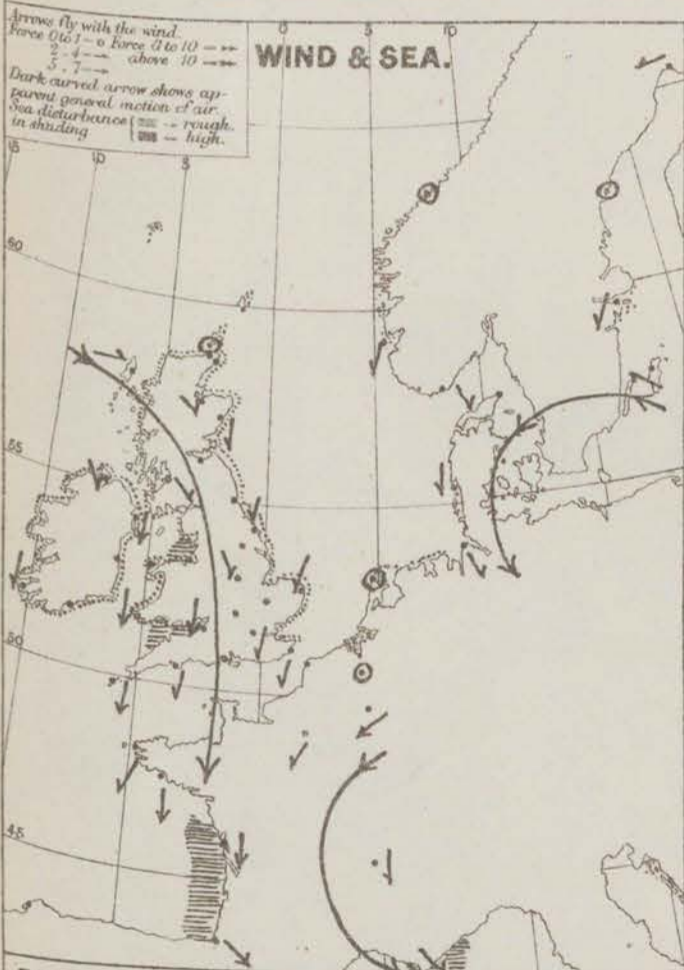 Arrows fly with the wind.
Force 0 to 1 – o Force 8 to 10
2 - 4 above 10
5 - 7
Dark curved arrow shows ap-
parent general motion of air.
Sea disturbance – rough.
in shading – high.
WIND & SEA.
15 10 5 0 5 10
60
55
50
45